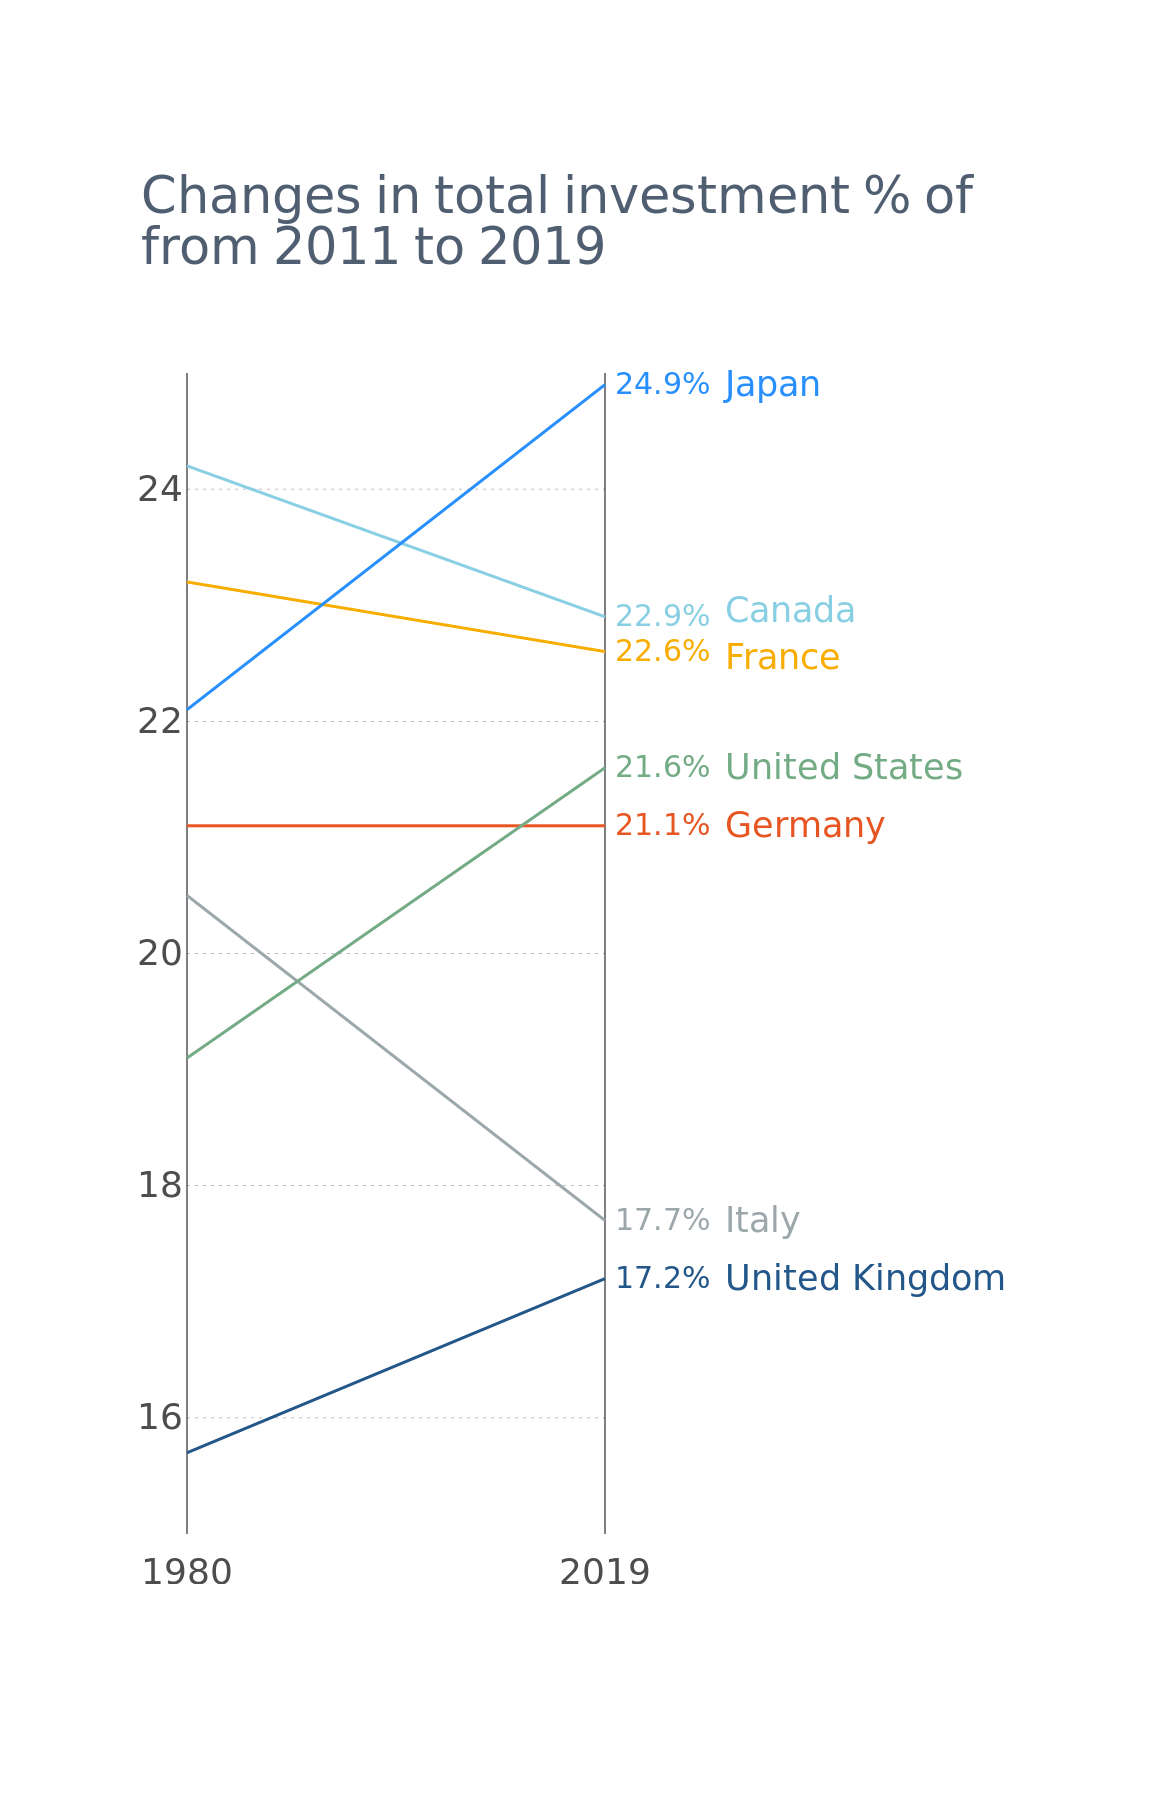 Changes in total investment % of
from 2011 to 2019
24.9% Japan
24
22.9% Canada
22.6% France
22
21.6% United States
21.1% Germany
20
18
17.7% Italy
17.2% United Kingdom
16
1980 2019